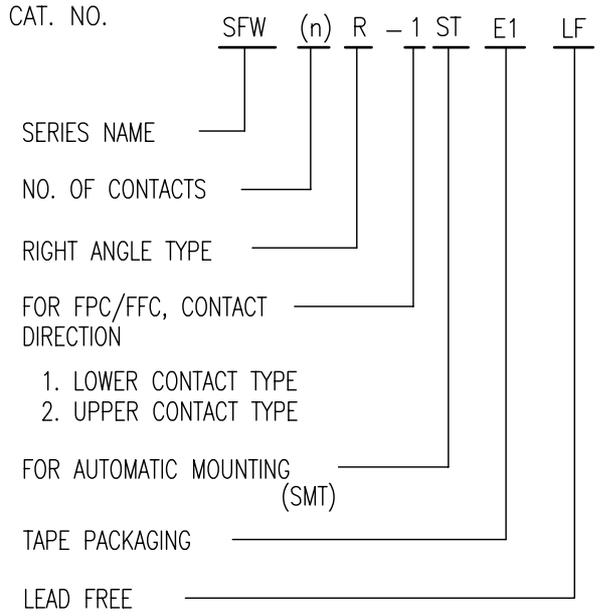 CAT. NO.
SFW (n) R - 1 ST E1 LF
SERIES NAME
NO. OF CONTACTS
RIGHT ANGLE TYPE
FOR FPC/FFC, CONTACT
DIRECTION
1. LOWER CONTACT TYPE
2. UPPER CONTACT TYPE
FOR AUTOMATIC MOUNTING
(SMT)
TAPE PACKAGING
LEAD FREE